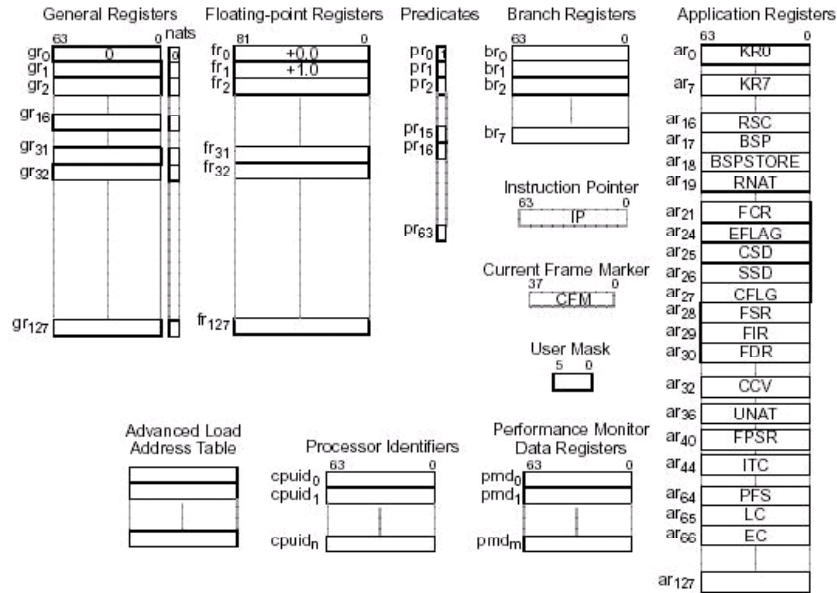 General Registers
63 0 nats
gr0 0 0
gr1
gr2
gr16
gr31
gr32
gr127
Floating-point Registers
81 0
fr0 +0.0
fr1 +1.0
fr2
fr31
fr32
fr127
Predicates
pr0 1
pr1
pr2
pr15
pr16
pr63
Branch Registers
63 0
br0
br1
br2
br7
Instruction Pointer
63 0
IP
Current Frame Marker
37 0
CFM
User Mask
5 0
Application Registers
63 0
ar0 KR0
ar7 KR7
ar16 RSC
ar17 BSP
ar18 BSPSTORE
ar19 RNAT
ar21 FCR
ar24 EFLAG
ar25 CSD
ar26 SSD
ar27 CFLG
ar28 FSR
ar29 FIR
ar30 FDR
ar32 CCV
ar36 UNAT
ar40 FPSR
ar44 ITC
ar64 PFS
ar65 LC
ar66 EC
ar127
Advanced Load
Address Table
Processor Identifiers
63 0
cpuid0
cpuid1
cpuidn
Performance Monitor
Data Registers
63 0
pmd0
pmd1
pmdm